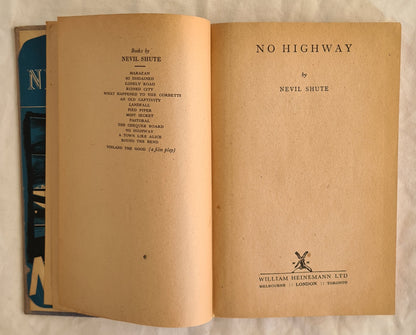 N
Books by
NEVIL SHUTE
MARAZAN
SO DISDAINED
LONELY ROAD
RUINED CITY
WHAT HAPPENED TO THE CORBETTS
AN OLD CAPTIVITY
LANDFALL
PIED PIPER
MOST SECRET
PASTORAL
THE CHEQUER BOARD
NO HIGHWAY
A TOWN LIKE ALICE
ROUND THE BEND
VINLAND THE GOOD (a film play)
NO HIGHWAY
by
NEVIL SHUTE
WILLIAM HEINEMANN LTD
MELBOURNE :: LONDON :: TORONTO